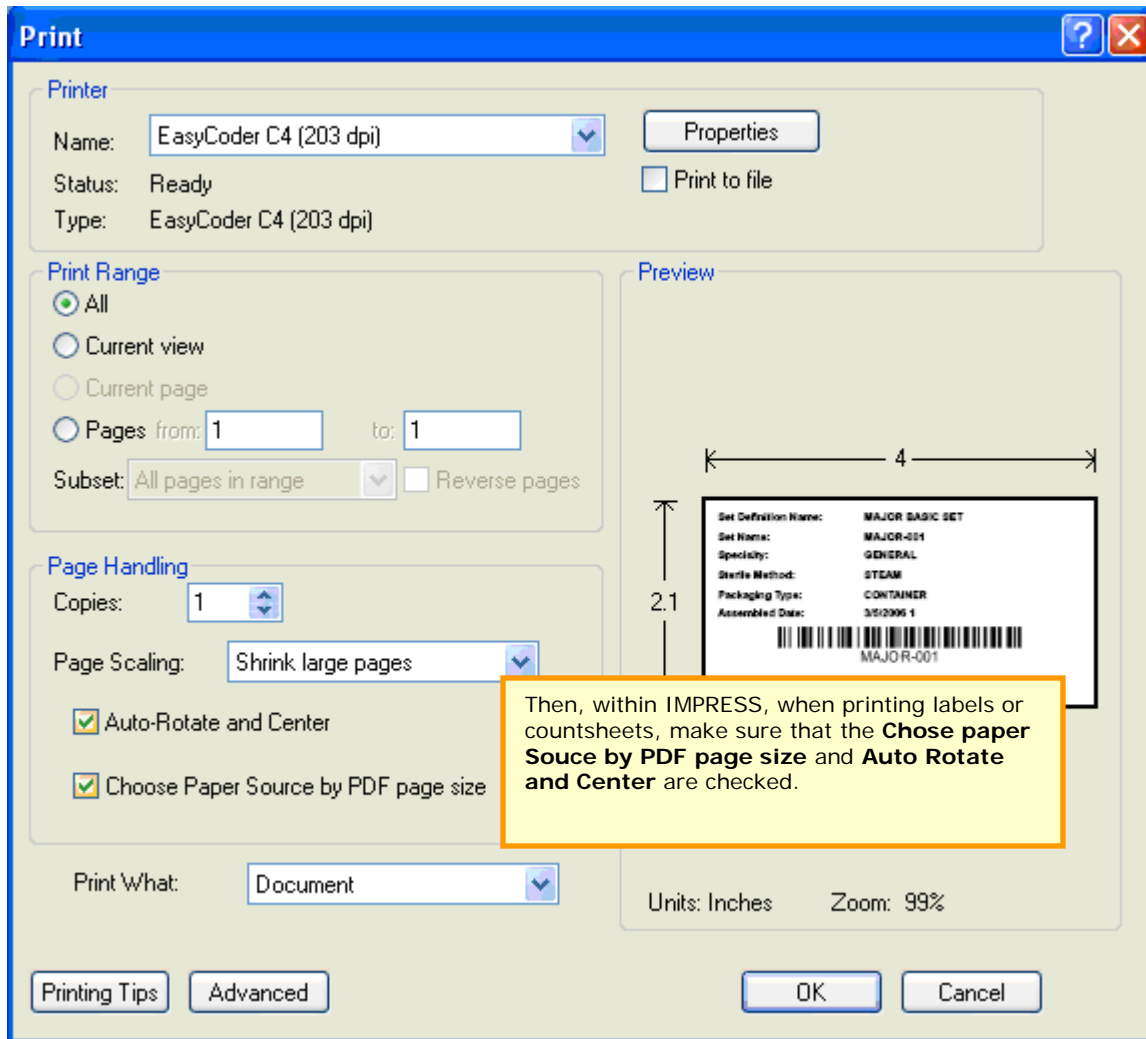 Print
Printer
Name: EasyCoder C4 (203 dpi) Properties
Status: Ready Print to file
Type: EasyCoder C4 (203 dpi)
Print Range
All
Current view
Current page
Pages from: 1 to: 1
Subset: All pages in range Reverse pages
Page Handling
Copies: 1
Page Scaling: Shrink large pages
Auto-Rotate and Center
Choose Paper Source by PDF page size
Print What: Document
Preview
4
2.1
Set Definition Name: MAJOR BASIC SET
Set Name: MAJOR-001
Specialty: GENERAL
Sterile Method: STEAM
Packaging Type: CONTAINER
Assembled Date: 3/5/2006 1
MAJOR-001
Then, within IMPRESS, when printing labels or
countsheets, make sure that the Chose paper
Souce by PDF page size and Auto Rotate
and Center are checked.
Units: Inches Zoom: 99%
Printing Tips Advanced OK Cancel